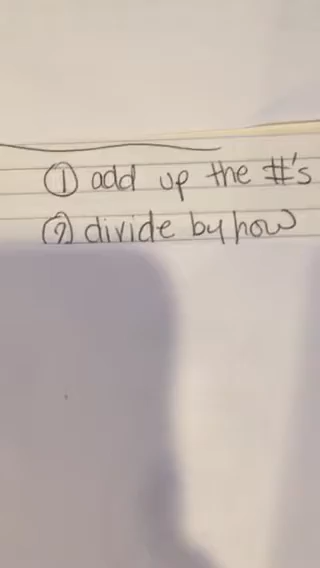 ① add up the #'s
② divide by how